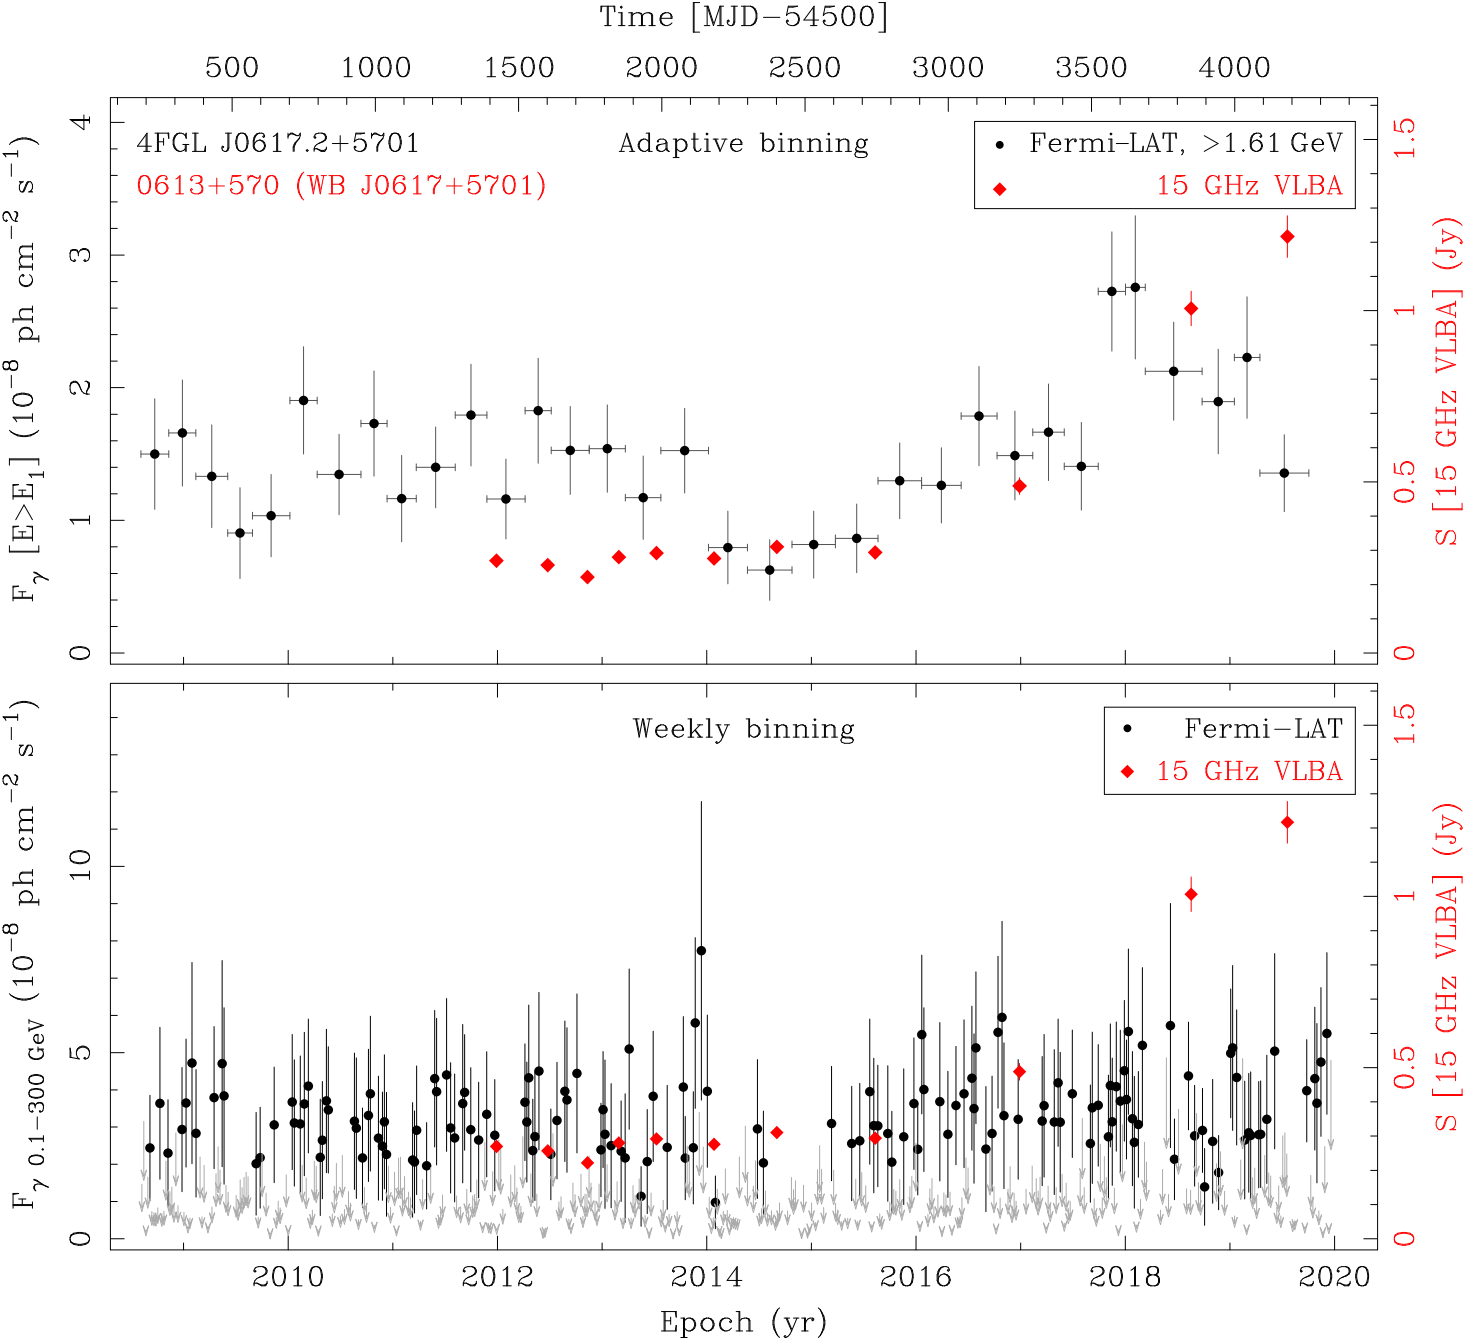 Time [MJD−54500]
500 1000 1500 2000 2500 3000 3500 4000
4FGL J0617.2+5701
0613+570 (WB J0617+5701)
Adaptive binning
Fermi−LAT, >1.61 GeV
15 GHz VLBA
F γ [E>E1] (10−8 ph cm−2 s−1)
0 1 2 3 4
S [15 GHz VLBA] (Jy)
0 0.5 1 1.5
Weekly binning
Fermi−LAT
15 GHz VLBA
F γ 0.1−300 GeV (10−8 ph cm−2 s−1)
0 5 10
S [15 GHz VLBA] (Jy)
0 0.5 1 1.5
2010 2012 2014 2016 2018 2020
Epoch (yr)